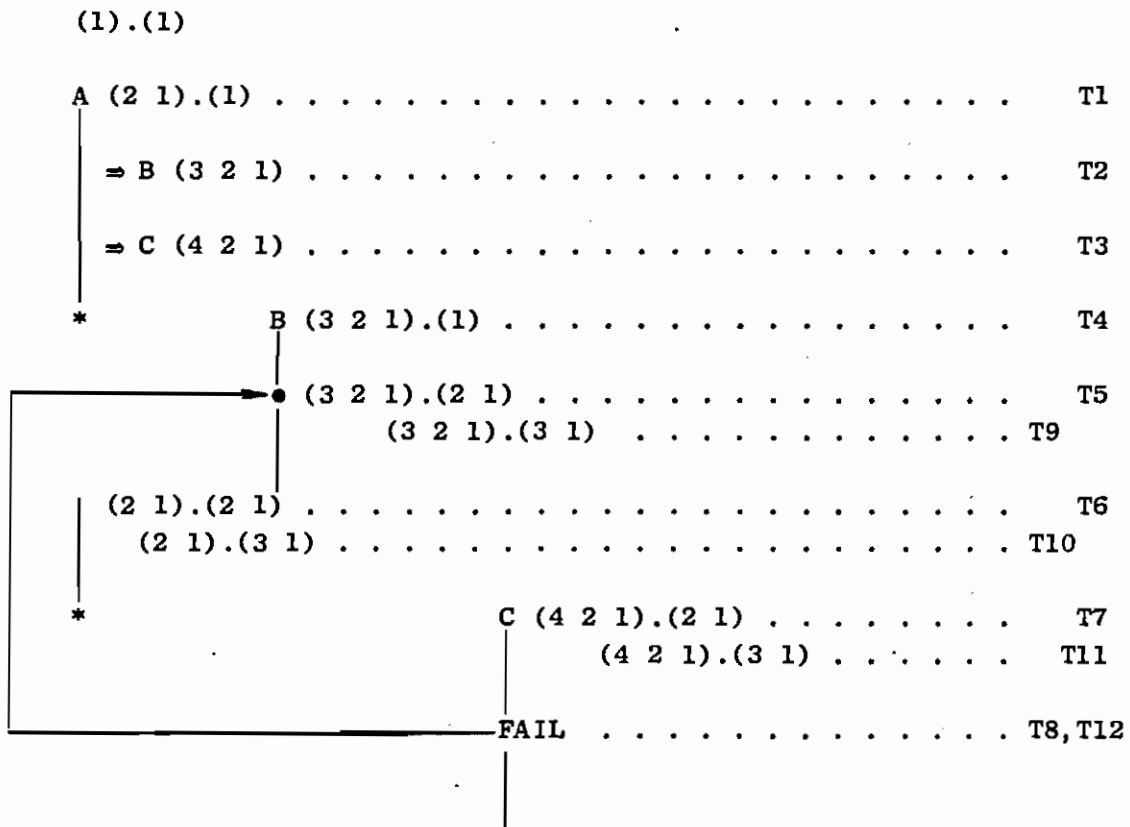 (1).(1)
A (2 1).(1) . . . . . . . . . . . . . . . . . . . . . . . T1
⇒ B (3 2 1) . . . . . . . . . . . . . . . . . . . . . . T2
⇒ C (4 2 1) . . . . . . . . . . . . . . . . . . . . . . T3
* B (3 2 1).(1) . . . . . . . . . . . . . . . . T4
(3 2 1).(2 1) . . . . . . . . . . . . . . . T5
(3 2 1).(3 1) . . . . . . . . . . . . T9
(2 1).(2 1) . . . . . . . . . . . . . . . . . . . . . . T6
(2 1).(3 1) . . . . . . . . . . . . . . . . . . . . . T10
* C (4 2 1).(2 1) . . . . . . . . T7
(4 2 1).(3 1) . . . . . . T11
FAIL . . . . . . . . . . . . . T8,T12